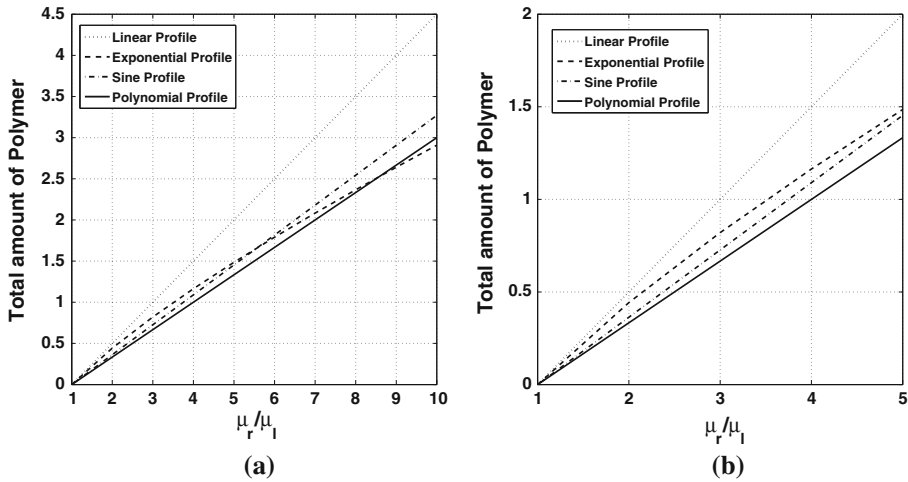 Total amount of Polymer
4.5
4
3.5
3
2.5
2
1.5
1
0.5
0
Linear Profile
Exponential Profile
Sine Profile
Polynomial Profile
1 2 3 4 5 6 7 8 9 10
μr/μl
(a)
Total amount of Polymer
2
1.5
1
0.5
0
Linear Profile
Exponential Profile
Sine Profile
Polynomial Profile
1 2 3 4 5
μr/μl
(b)